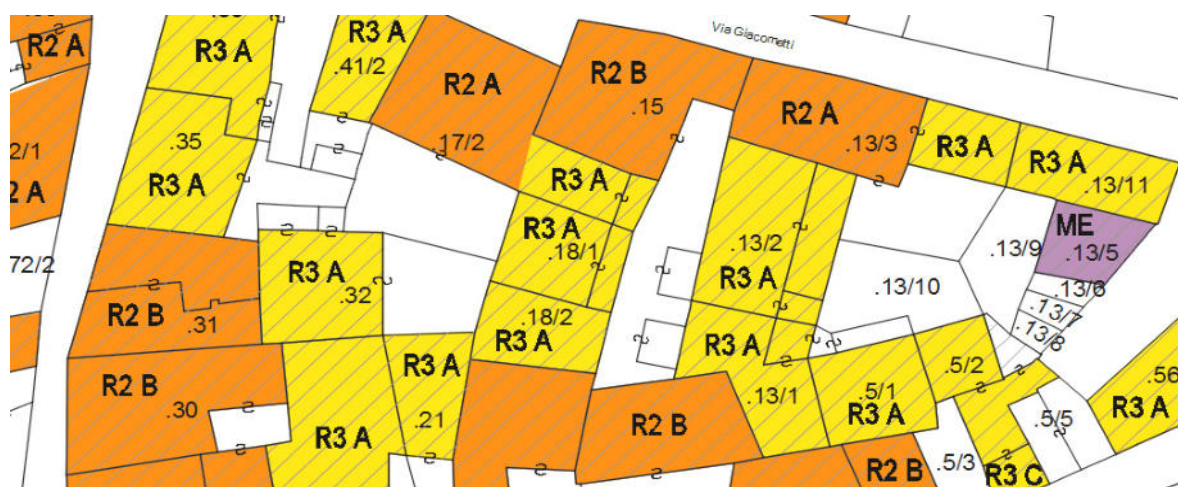 R2 A
R3 A
R3 A
.41/2
Via Giacometti
R2 A
R2 B
.15
R2 A
.13/3
.35
.17/2
R3 A
R3 A
.13/11
2/1
2 A
R3 A
R3 A
ME
.13/5
R3 A
.18/1
.13/2
.13/9
72/2
R3 A
.32
R3 A
.13/10
.13/6
.13/7
.13/8
R2 B
.31
.18/2
R3 A
R3 A
R3 A
.5/2
.56
R2 B
.30
.13/1
.5/1
R3 A
R3 A
R3 A
.21
R2 B
.5/5
.5/3
R2 B
R3 C